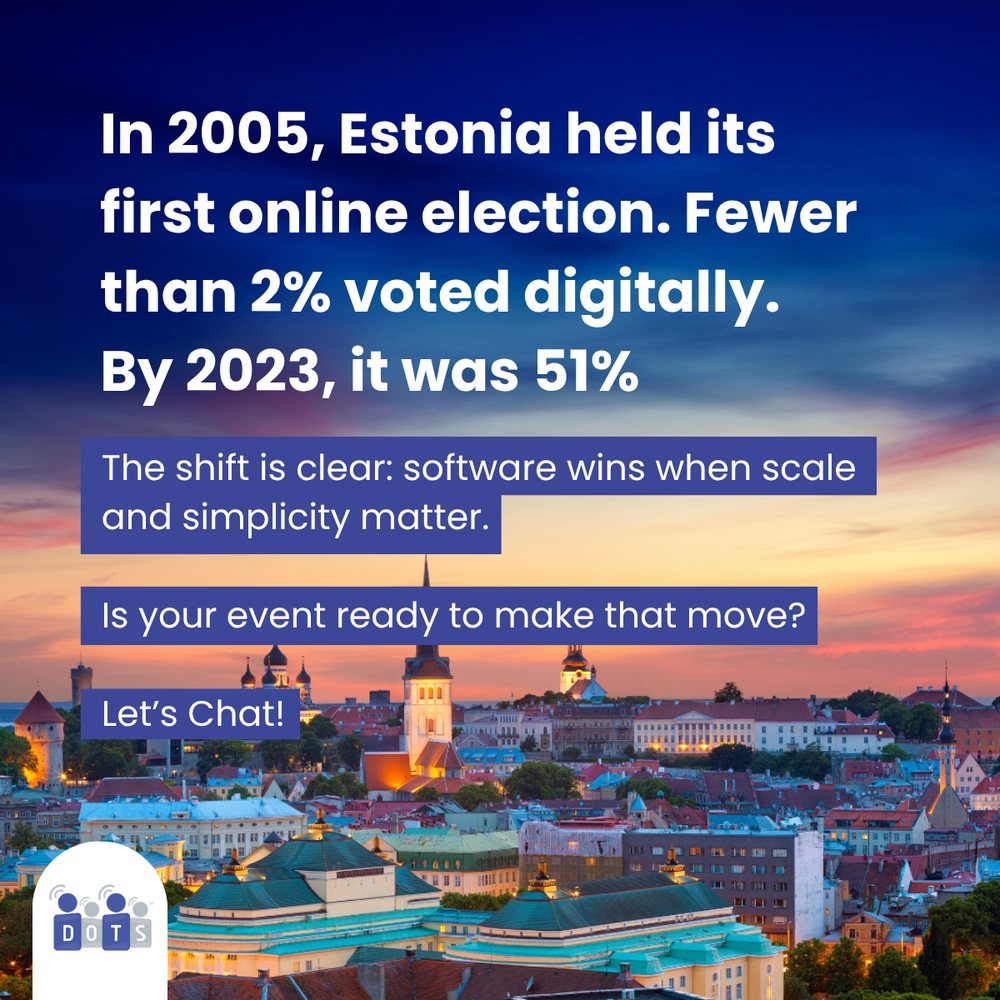 In 2005, Estonia held its
first online election. Fewer
than 2% voted digitally.
By 2023, it was 51%
The shift is clear: software wins when scale
and simplicity matter.
Is your event ready to make that move?
Let’s Chat!
DOTS